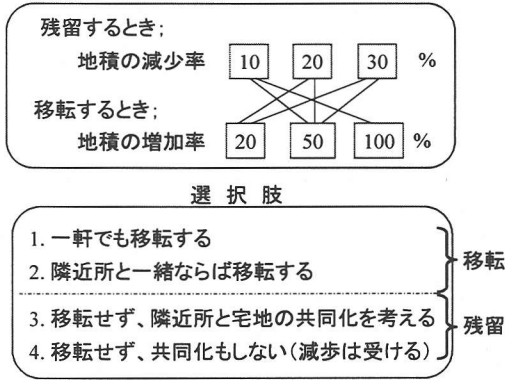 残留するとき;
地積の減少率 10 20 30 %
移転するとき;
地積の増加率 20 50 100 %
選択肢
1. 一軒でも移転する
2. 隣近所と一緒ならば移転する
移転
3. 移転せず、隣近所と宅地の共同化を考える
4. 移転せず、共同化もしない(減歩は受ける)
残留